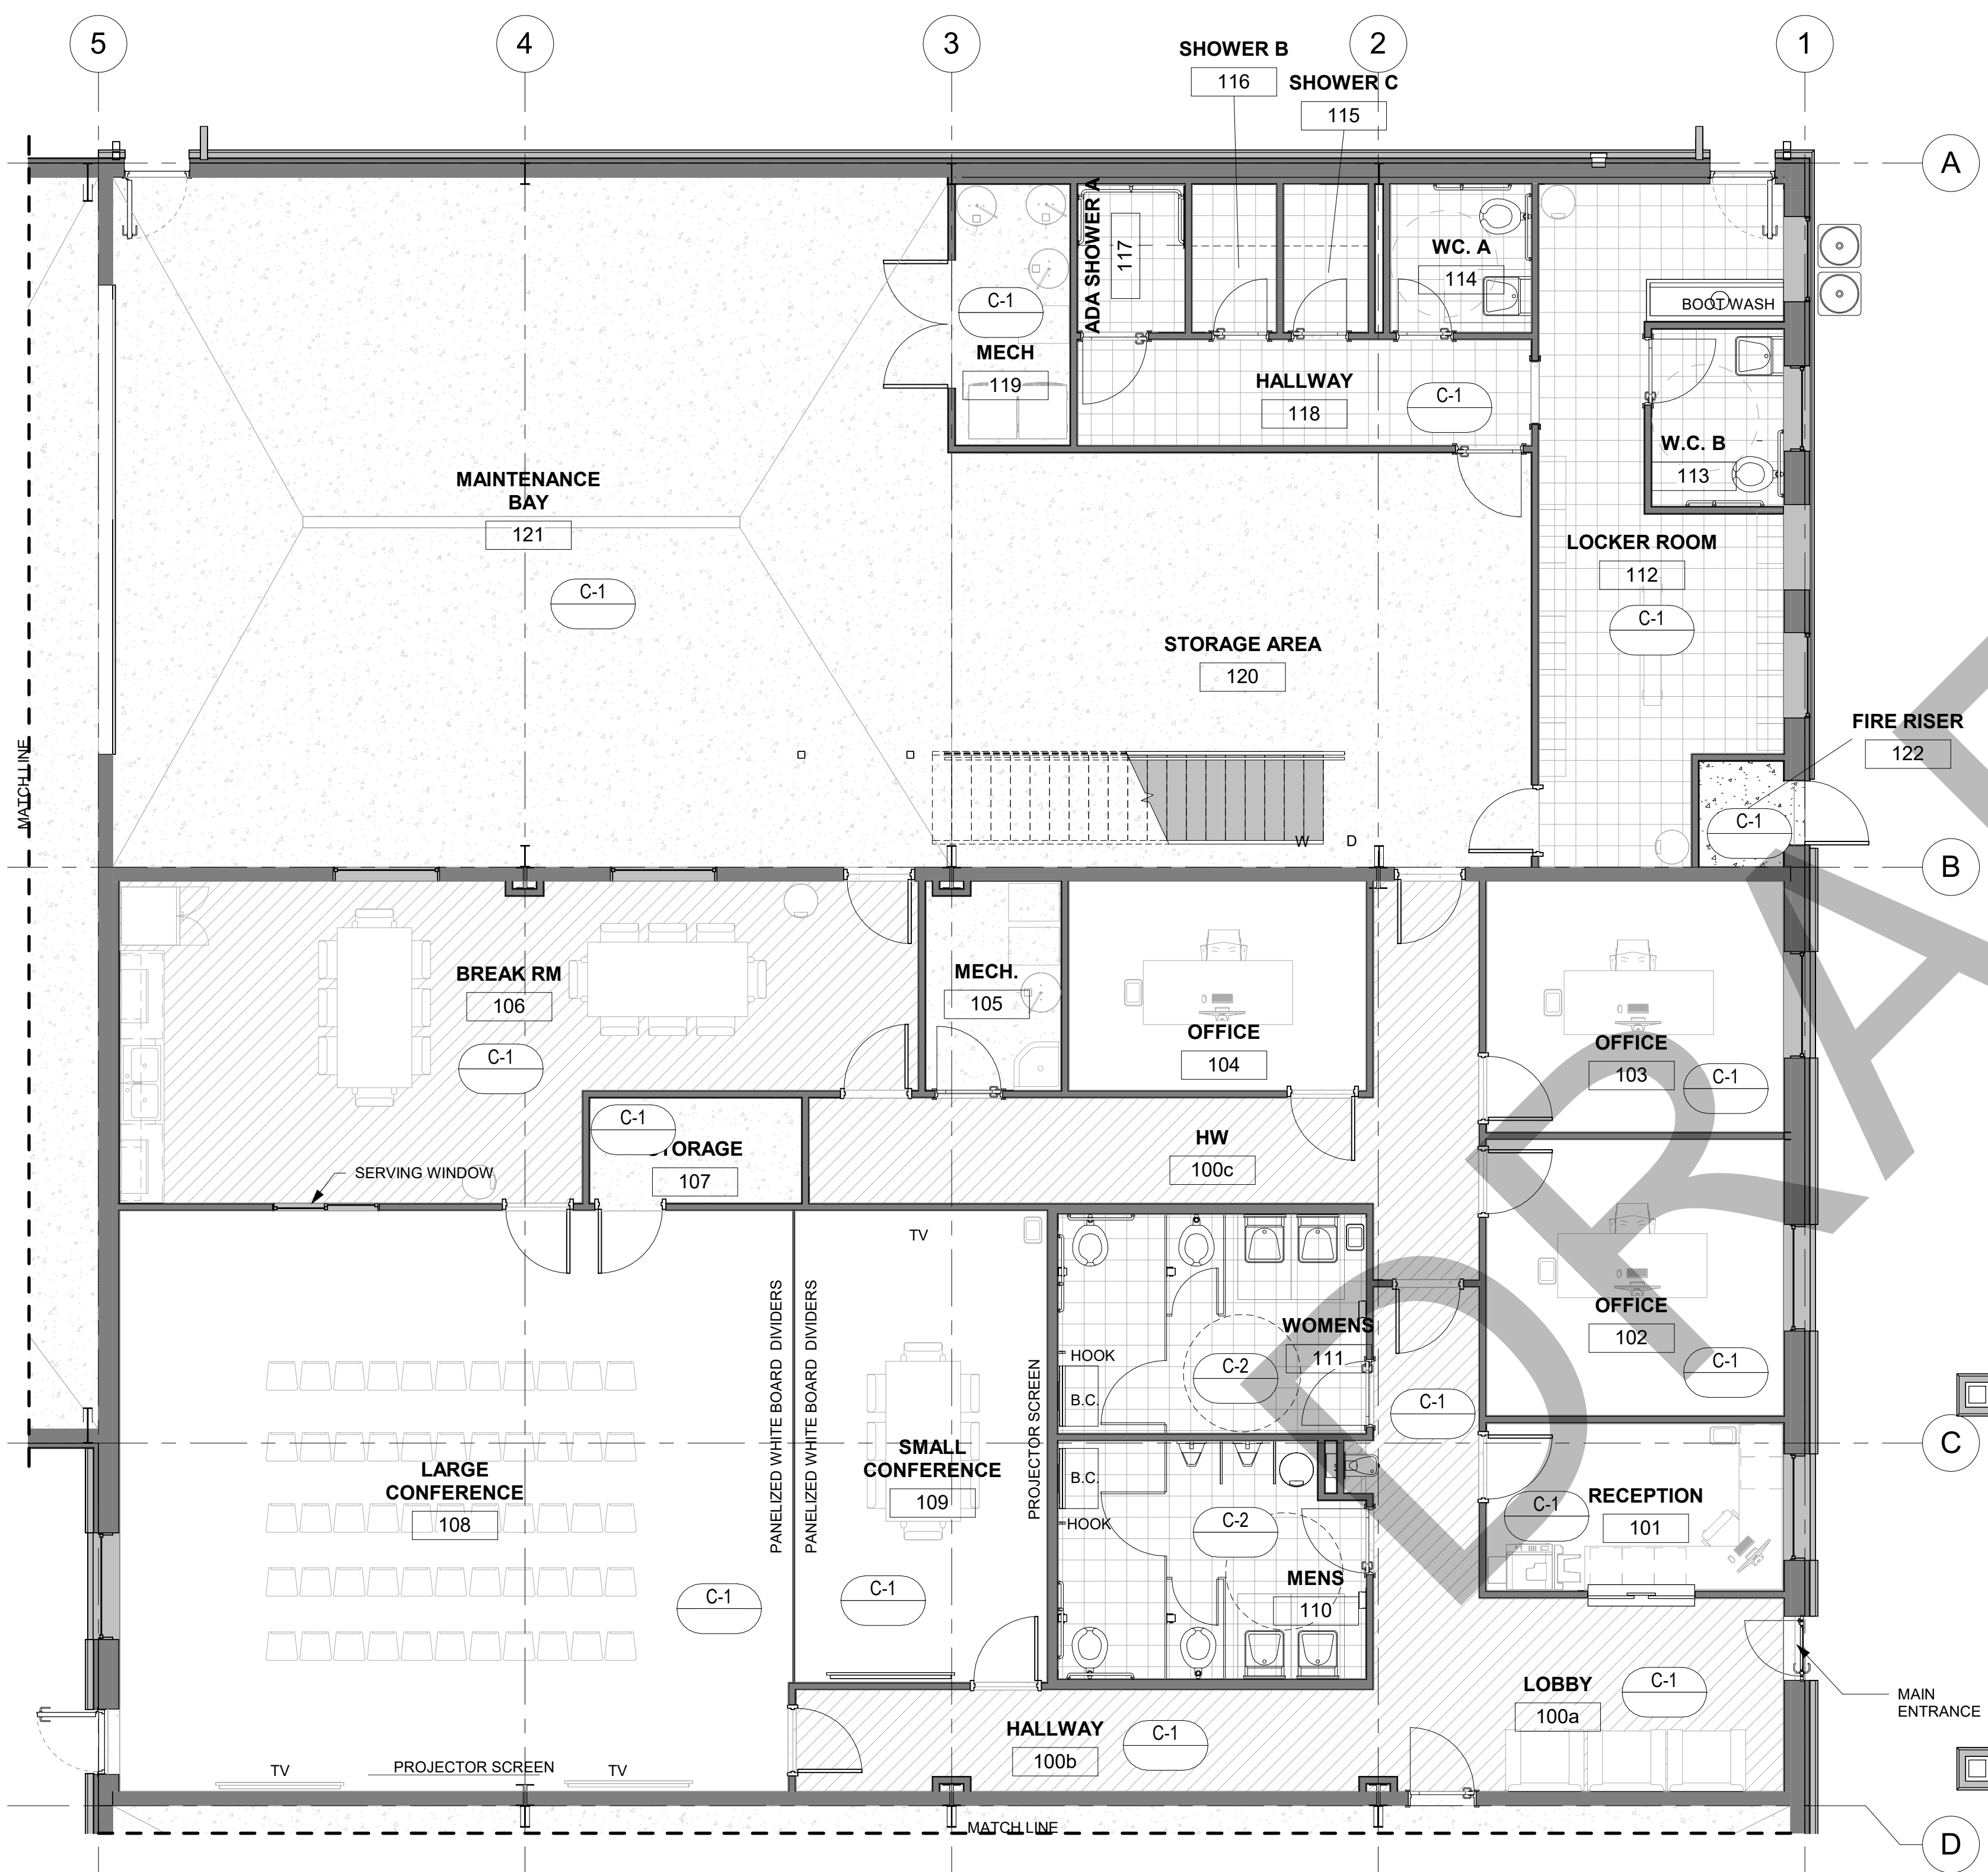 5
4
3
2
1
SHOWER B
116
SHOWER C
115
A
ADA SHOWER A
117
WC. A
114
C-1
MECH
119
BOOT WASH
HALLWAY
118
C-1
W.C. B
113
MAINTENANCE
BAY
121
C-1
LOCKER ROOM
112
C-1
STORAGE AREA
120
FIRE RISER
122
C-1
MATCH LINE
W
D
B
BREAK RM
106
C-1
MECH.
105
OFFICE
104
OFFICE
103
C-1
C-1
TORAGE
107
HW
100c
SERVING WINDOW
TV
PANELIZED WHITE BOARD DIVIDERS
PANELIZED WHITE BOARD DIVIDERS
PROJECTOR SCREEN
OFFICE
102
C-1
WOMENS
111
C-2
HOOK
B.C.
C-1
C
LARGE
CONFERENCE
108
C-1
SMALL
CONFERENCE
109
C-1
B.C.
HOOK
C-2
MENS
110
RECEPTION
101
C-1
LOBBY
100a
C-1
MAIN
ENTRANCE
HALLWAY
100b
C-1
TV
PROJECTOR SCREEN
TV
MATCH LINE
D
DRA